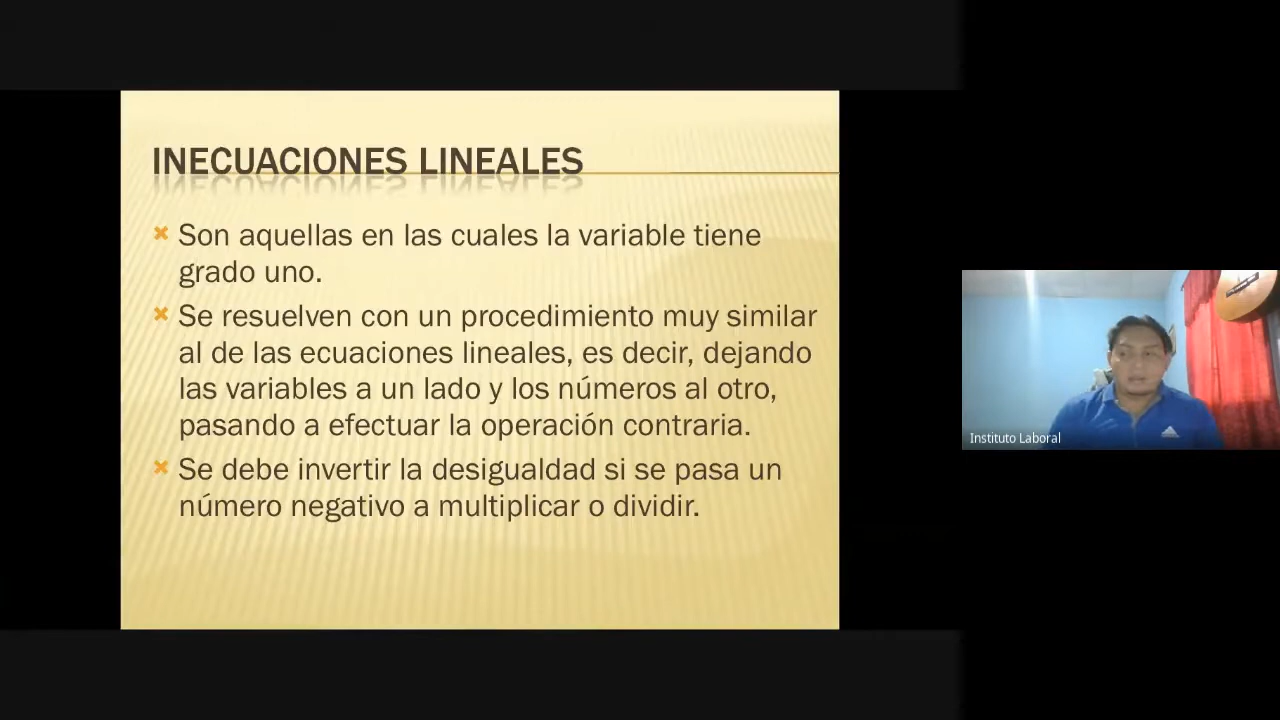 INECUACIONES LINEALES
Son aquellas en las cuales la variable tiene
grado uno.
Se resuelven con un procedimiento muy similar
al de las ecuaciones lineales, es decir, dejando
las variables a un lado y los números al otro,
pasando a efectuar la operación contraria.
Se debe invertir la desigualdad si se pasa un
número negativo a multiplicar o dividir.
Instituto Laboral